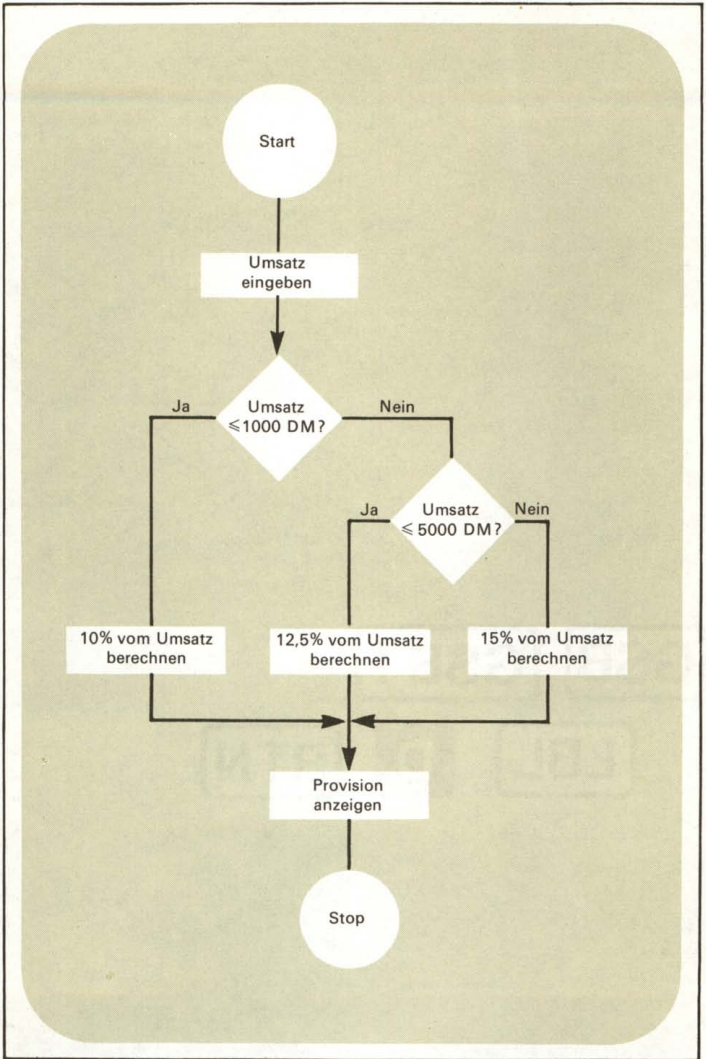 Start
Umsatz
eingeben
Ja
Umsatz
≤1000 DM?
Nein
Ja
Umsatz
≤ 5000 DM?
Nein
10% vom Umsatz
berechnen
12,5% vom Umsatz
berechnen
15% vom Umsatz
berechnen
Provision
anzeigen
Stop